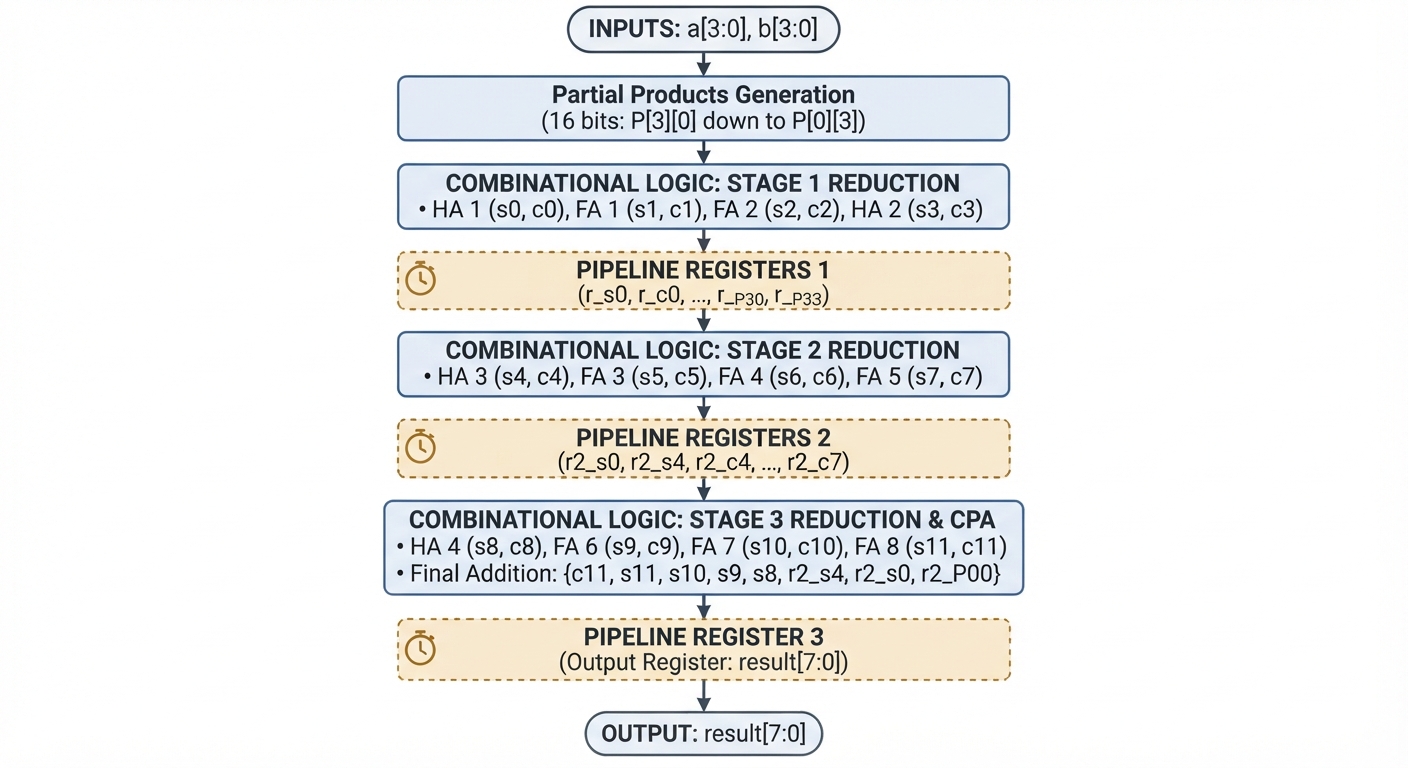 INPUTS: a[3:0], b[3:0]
Partial Products Generation
(16 bits: P[3][0] down to P[0][3])
COMBINATIONAL LOGIC: STAGE 1 REDUCTION
• HA 1 (s0, c0), FA 1 (s1, c1), FA 2 (s2, c2), HA 2 (s3, c3)
PIPELINE REGISTERS 1
(r_s0, r_c0, ..., r_P30, r_P33)
COMBINATIONAL LOGIC: STAGE 2 REDUCTION
• HA 3 (s4, c4), FA 3 (s5, c5), FA 4 (s6, c6), FA 5 (s7, c7)
PIPELINE REGISTERS 2
(r2_s0, r2_s4, r2_c4, ..., r2_c7)
COMBINATIONAL LOGIC: STAGE 3 REDUCTION & CPA
• HA 4 (s8, c8), FA 6 (s9, c9), FA 7 (s10, c10), FA 8 (s11, c11)
• Final Addition: {c11, s11, s10, s9, s8, r2_s4, r2_s0, r2_P00}
PIPELINE REGISTER 3
(Output Register: result[7:0])
OUTPUT: result[7:0]